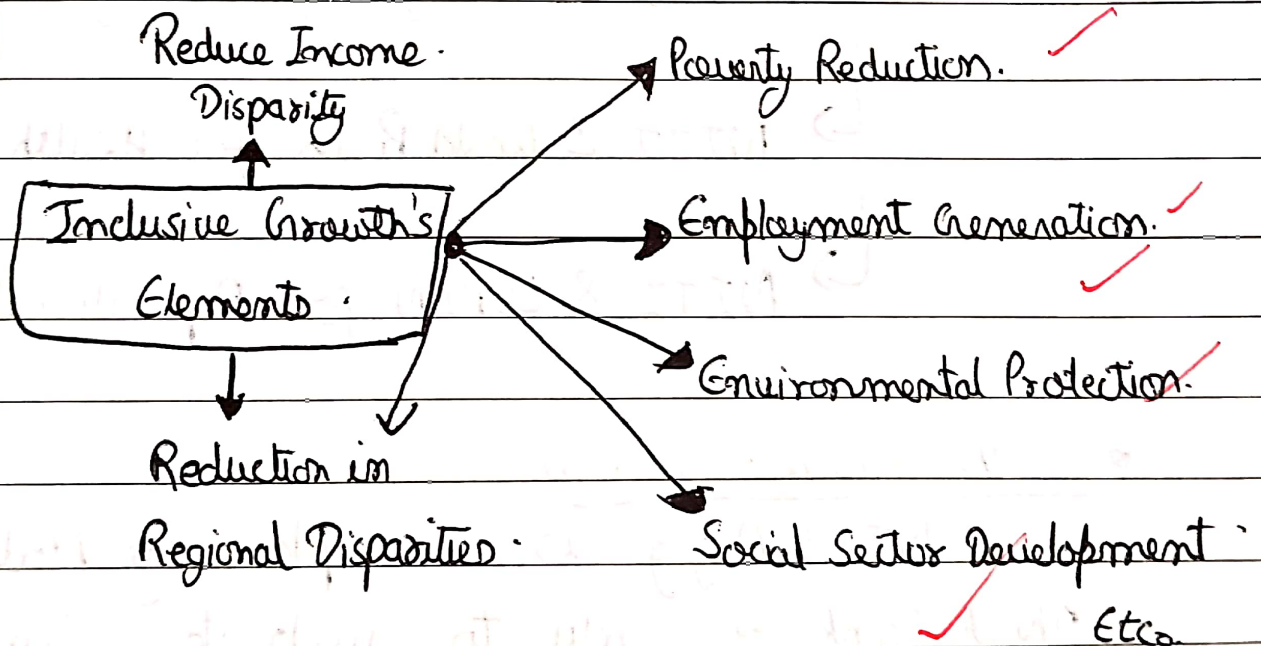 Reduce Income.
Disparity
Inclusive Growth's
Elements.
Reduction in
Regional Disparities.
Poverty Reduction.
Employment Generation.
Environmental Protection.
Social Sector Development
Etc.